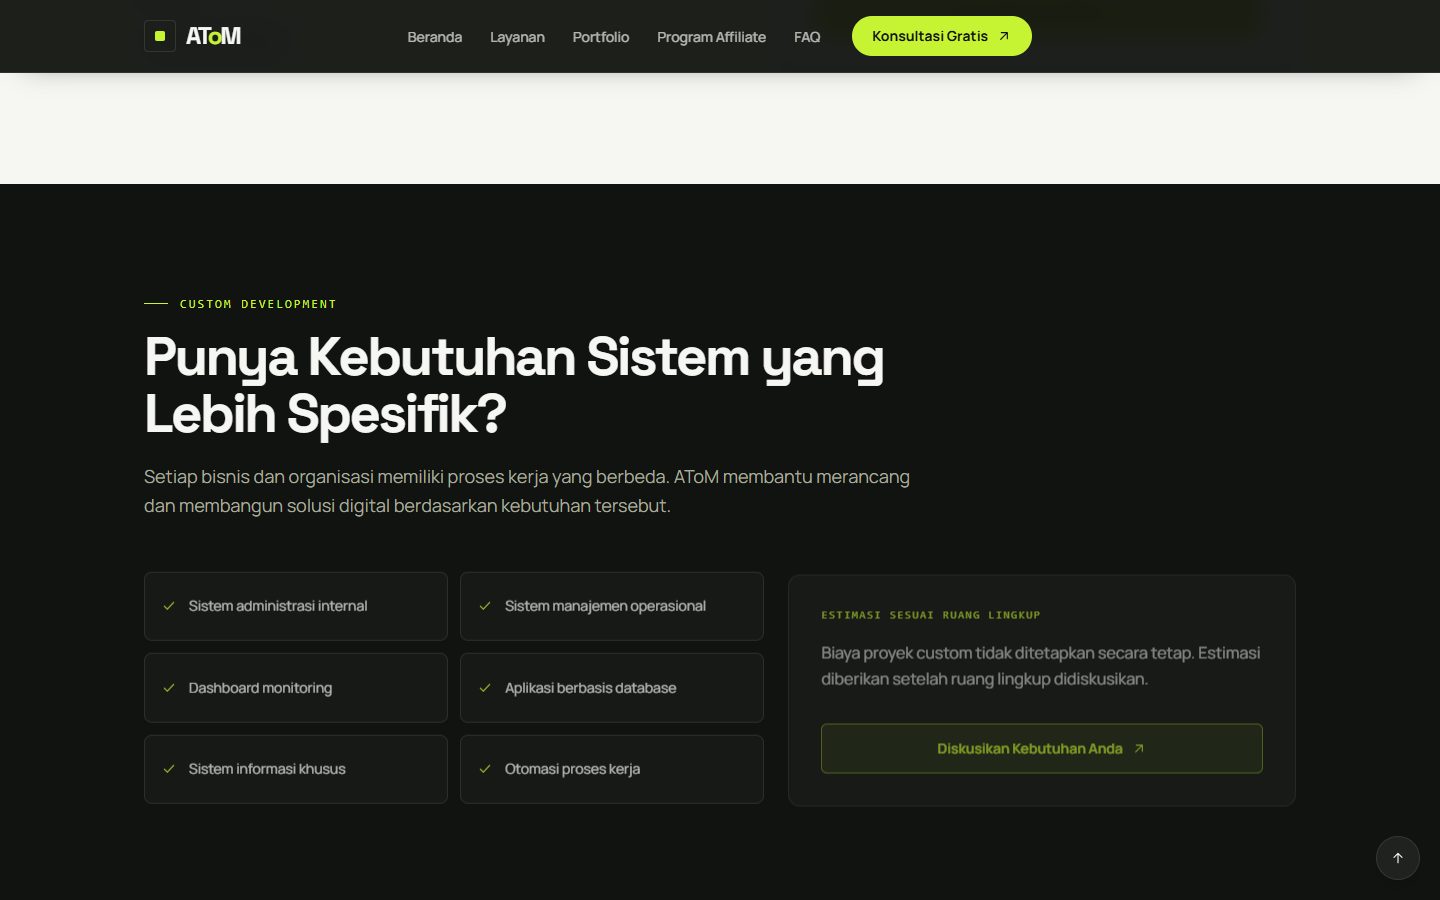 AToM
Beranda
Layanan
Portfolio
Program Affiliate
FAQ
Konsultasi Gratis
CUSTOM DEVELOPMENT
Punya Kebutuhan Sistem yang
Lebih Spesifik?
Setiap bisnis dan organisasi memiliki proses kerja yang berbeda. AToM membantu merancang
dan membangun solusi digital berdasarkan kebutuhan tersebut.
Sistem administrasi internal
Sistem manajemen operasional
Dashboard monitoring
Aplikasi berbasis database
Sistem informasi khusus
Otomasi proses kerja
ESTIMASI SESUAI RUANG LINGKUP
Biaya proyek custom tidak ditetapkan secara tetap. Estimasi
diberikan setelah ruang lingkup didiskusikan.
Diskusikan Kebutuhan Anda